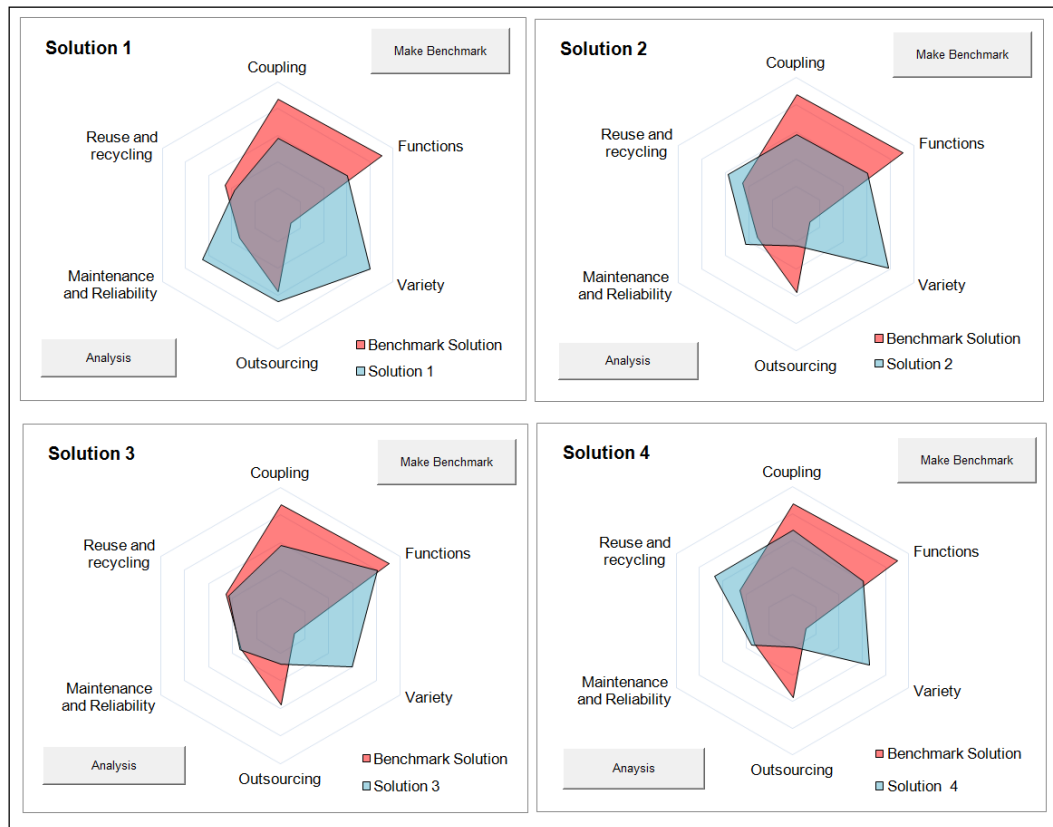 Solution 1
Make Benchmark
Coupling
Reuse and
recycling
Functions
Maintenance
and Reliability
Variety
Outsourcing
Analysis
Benchmark Solution
Solution 1
Solution 2
Make Benchmark
Coupling
Reuse and
recycling
Functions
Maintenance
and Reliability
Variety
Outsourcing
Analysis
Benchmark Solution
Solution 2
Solution 3
Make Benchmark
Coupling
Reuse and
recycling
Functions
Maintenance
and Reliability
Variety
Outsourcing
Analysis
Benchmark Solution
Solution 3
Solution 4
Make Benchmark
Coupling
Reuse and
recycling
Functions
Maintenance
and Reliability
Variety
Outsourcing
Anaysis
Benchmark Solution
Solution 4